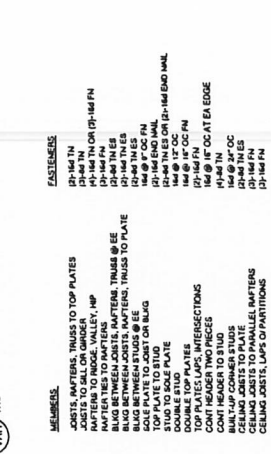 MEMBERS FASTENERS
JOISTS, RAFTERS, TRUSS TO TOP PLATES (2)-16d TN
JOISTS TO SILL OR GIRDER (3)-8d TN
RAFTERS TO RIDGE, VALLEY, HIP (4)-16d TN OR (3)-16d FN
RAFTER TIES TO RAFTERS (3)-16d FN
BLKG BETWEEN JOISTS, RAFTERS, TRUSS @ EE (2)-8d TN ES
BLKG BETWEEN JOISTS, RAFTERS, TRUSS TO PLATE (2)-16d TN ES
BLKG BETWEEN STUDS @ EE (2)-8d TN ES
SOLE PLATE TO JOIST OR BLKG 16d @ OC FN
TOP PLATE TO STUD (2)-16d END NAIL
STUD TO SOLE PLATE (2)-8d TN ES OR (2)-16d END NAIL
DOUBLE STUD 16d @ 12" OC
DOUBLE TOP PLATES 16d @ 16" OC FN
TOP PLATES, LAPS, INTERSECTIONS (2)-16d FN
CONT HEADER TWO PIECES 16d @ 16" OC AT EA EDGE
CONT HEADER TO STUD (4)-8d TN
BUILT-UP CORNER STUDS 16d @ 24" OC
CEILING JOISTS TO PLATE (2)-8d TN ES
CEILING JOISTS TO PARALLEL RAFTERS (3)-16d FN
CEILING JOISTS, LAPS O/ PARTITIONS (3)-16d FN